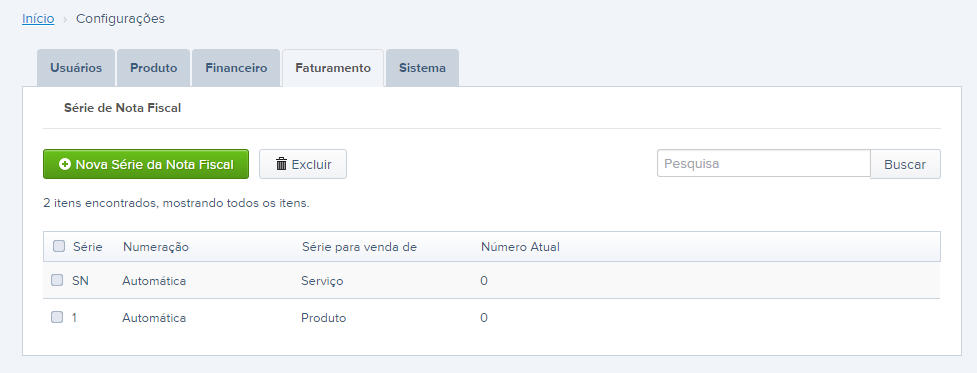 Início › Configurações
Usuários Produto Financeiro Faturamento Sistema
Série de Nota Fiscal
Nova Série da Nota Fiscal Excluir Pesquisa Buscar
2 itens encontrados, mostrando todos os itens.
Série Numeração Série para venda de Número Atual
SN Automática Serviço 0
1 Automática Produto 0